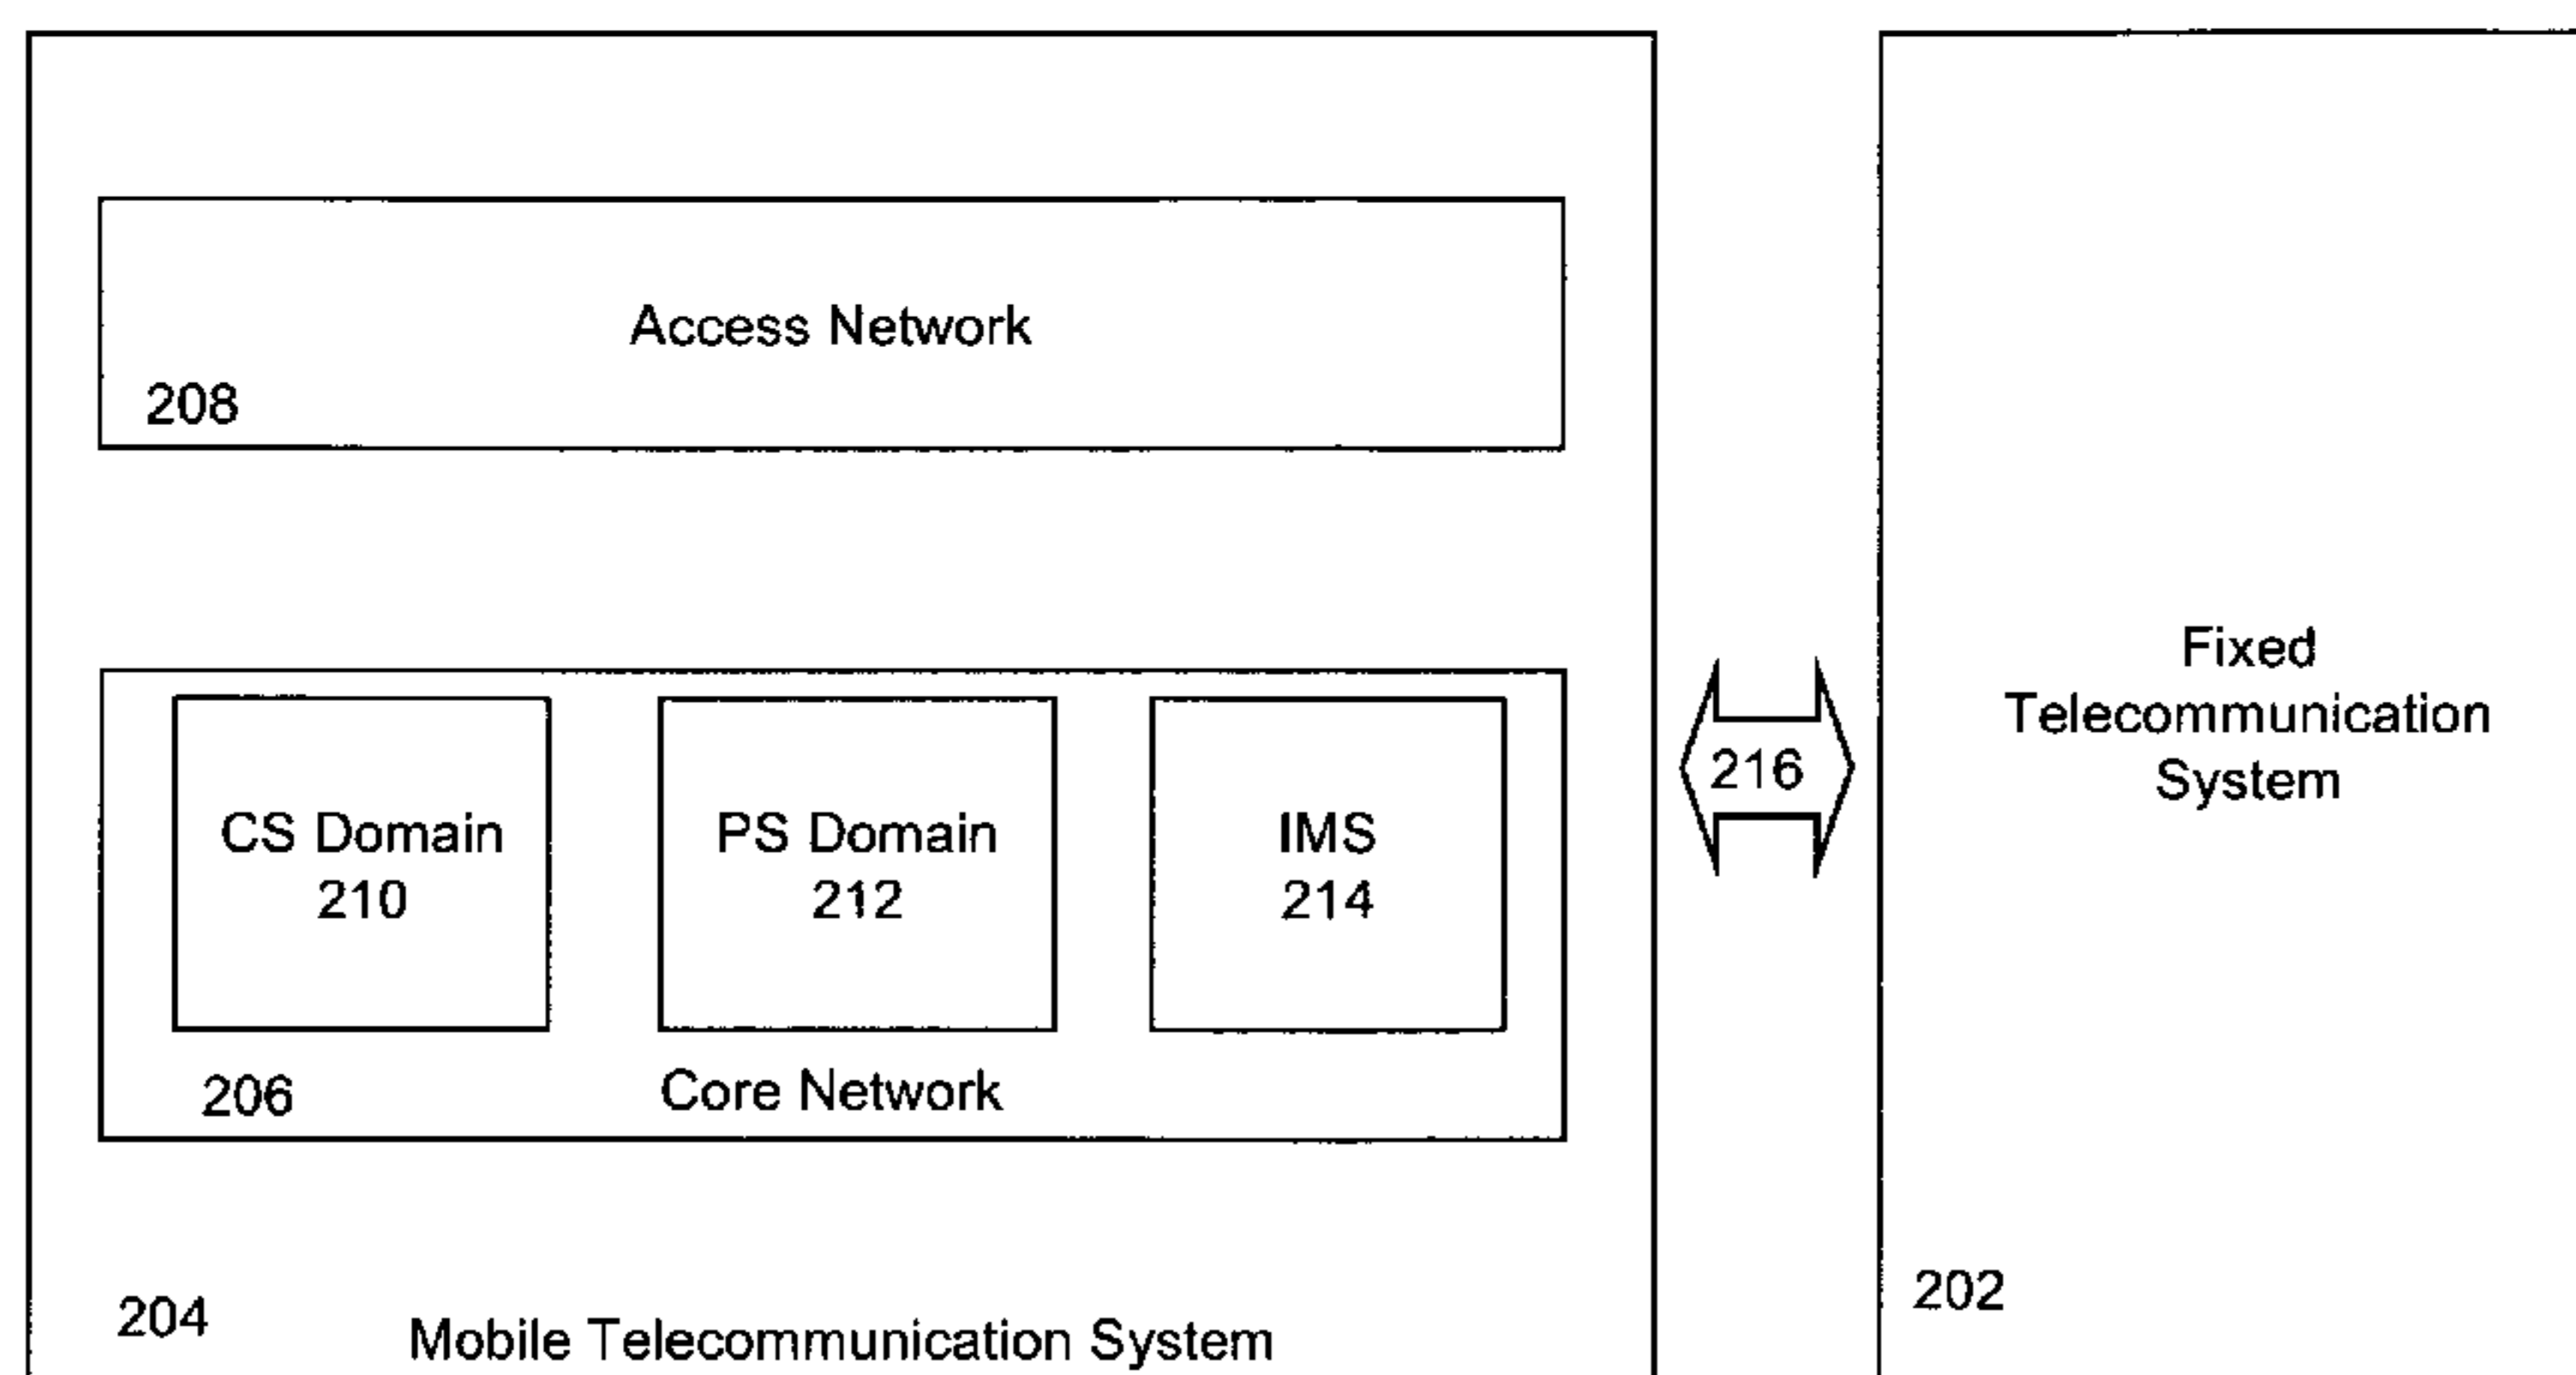 Access Network
208
CS Domain
210
PS Domain
212
IMS
214
206
Core Network
204
Mobile Telecommunication System
216
Fixed
Telecommunication
System
202